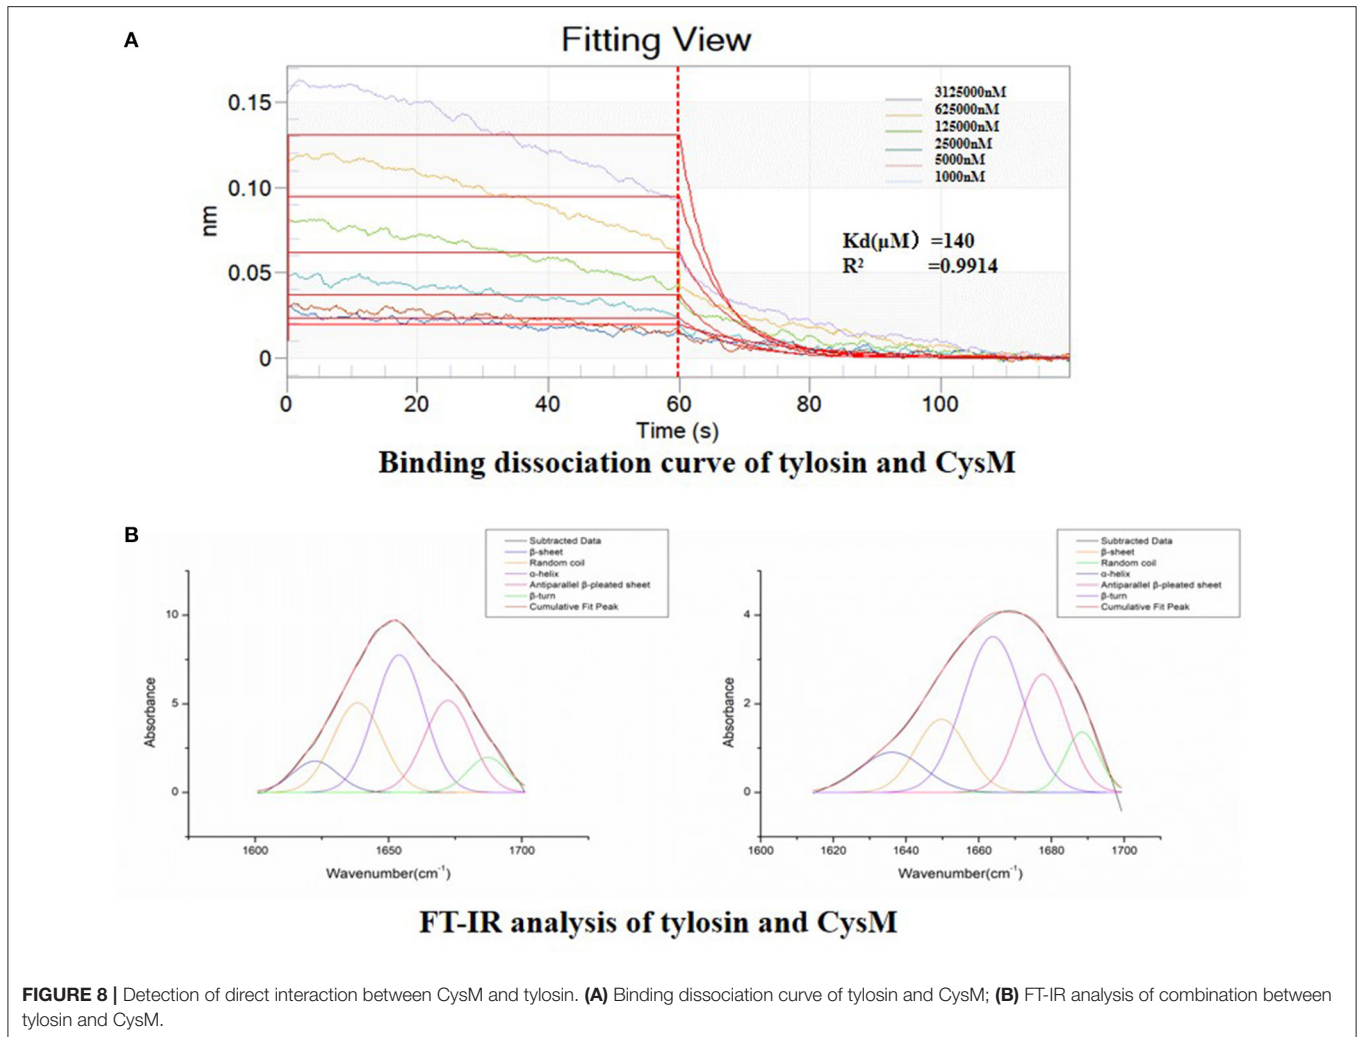 A
Fitting View
0.15
0.10
0.05
0
nm
3125000nM
625000nM
125000nM
25000nM
5000nM
1000nM
Kd(μM）=140
R² =0.9914
0 20 40 60 80 100
Time (s)
Binding dissociation curve of tylosin and CysM
B
Subtracted Data
β-sheet
Random coil
α-helix
Antiparallel β-pleated sheet
β-turn
Cumulative Fit Peak
10
5
0
Absorbance
1600 1650 1700
Wavenumber(cm⁻¹)
Subtracted Data
β-sheet
Random coil
α-helix
Antiparallel β-pleated sheet
β-turn
Cumulative Fit Peak
4
2
0
Absorbance
1600 1620 1640 1660 1680 1700
Wavenumber(cm⁻¹)
FT-IR analysis of tylosin and CysM
FIGURE 8 | Detection of direct interaction between CysM and tylosin. (A) Binding dissociation curve of tylosin and CysM; (B) FT-IR analysis of combination between
tylosin and CysM.